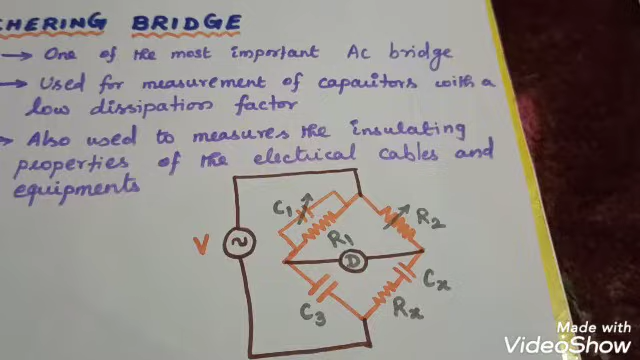 HERING BRIDGE
→ One of the most important Ac bridge
→ Used for measurement of capacitors with a
low dissipation factor
→ Also used to measures the insulating
properties of the electrical cables and
equipments
C1
R1
R2
V
~
D
C3
Rx
Cx
Made with
VideoShow